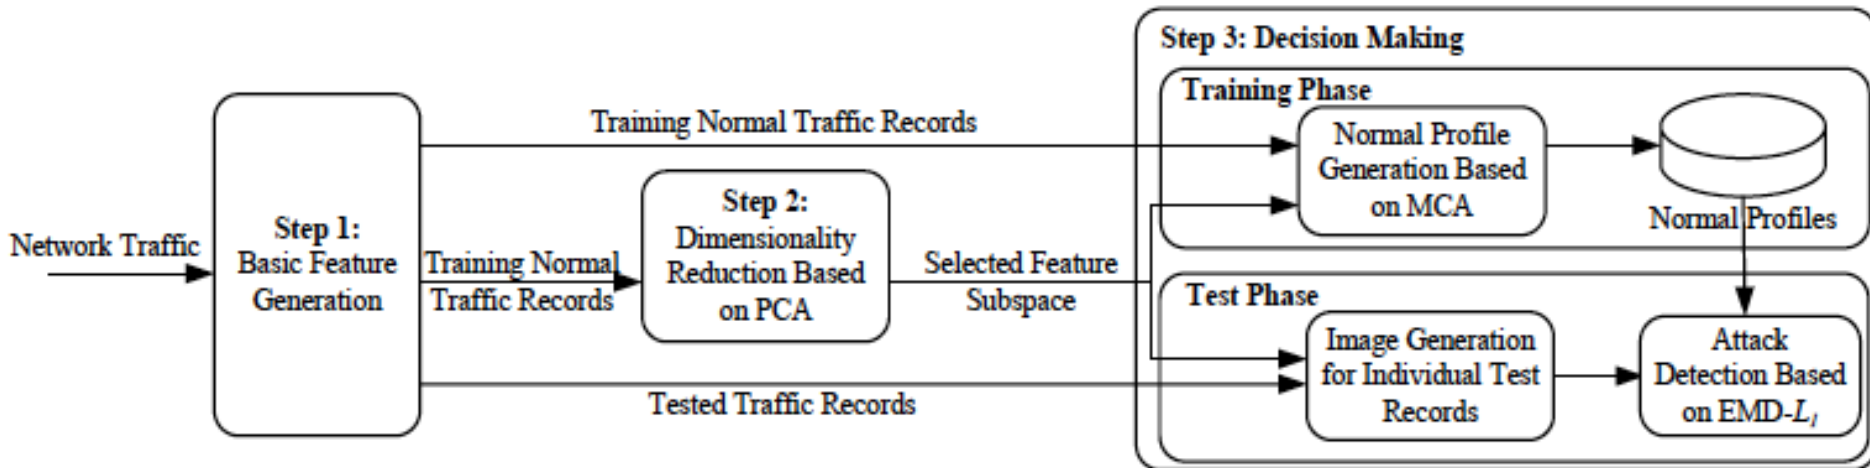 Network Traffic
Step 1:
Basic Feature
Generation
Training Normal Traffic Records
Training Normal
Traffic Records
Step 2:
Dimensionality
Reduction Based
on PCA
Selected Feature
Subspace
Tested Traffic Records
Step 3: Decision Making
Training Phase
Normal Profile
Generation Based
on MCA
Normal Profiles
Test Phase
Image Generation
for Individual Test
Records
Attack
Detection Based
on EMD-L₁